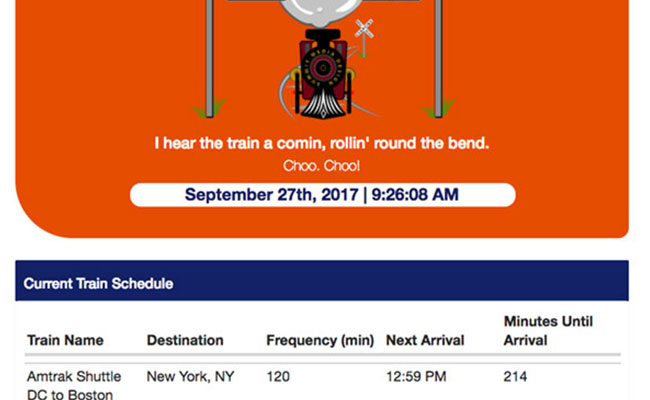 I hear the train a comin, rollin' round the bend.
Choo. Choo!
September 27th, 2017 | 9:26:08 AM
Current Train Schedule
Train Name Destination Frequency (min) Next Arrival Minutes Until Arrival
Amtrak Shuttle DC to Boston New York, NY 120 12:59 PM 214